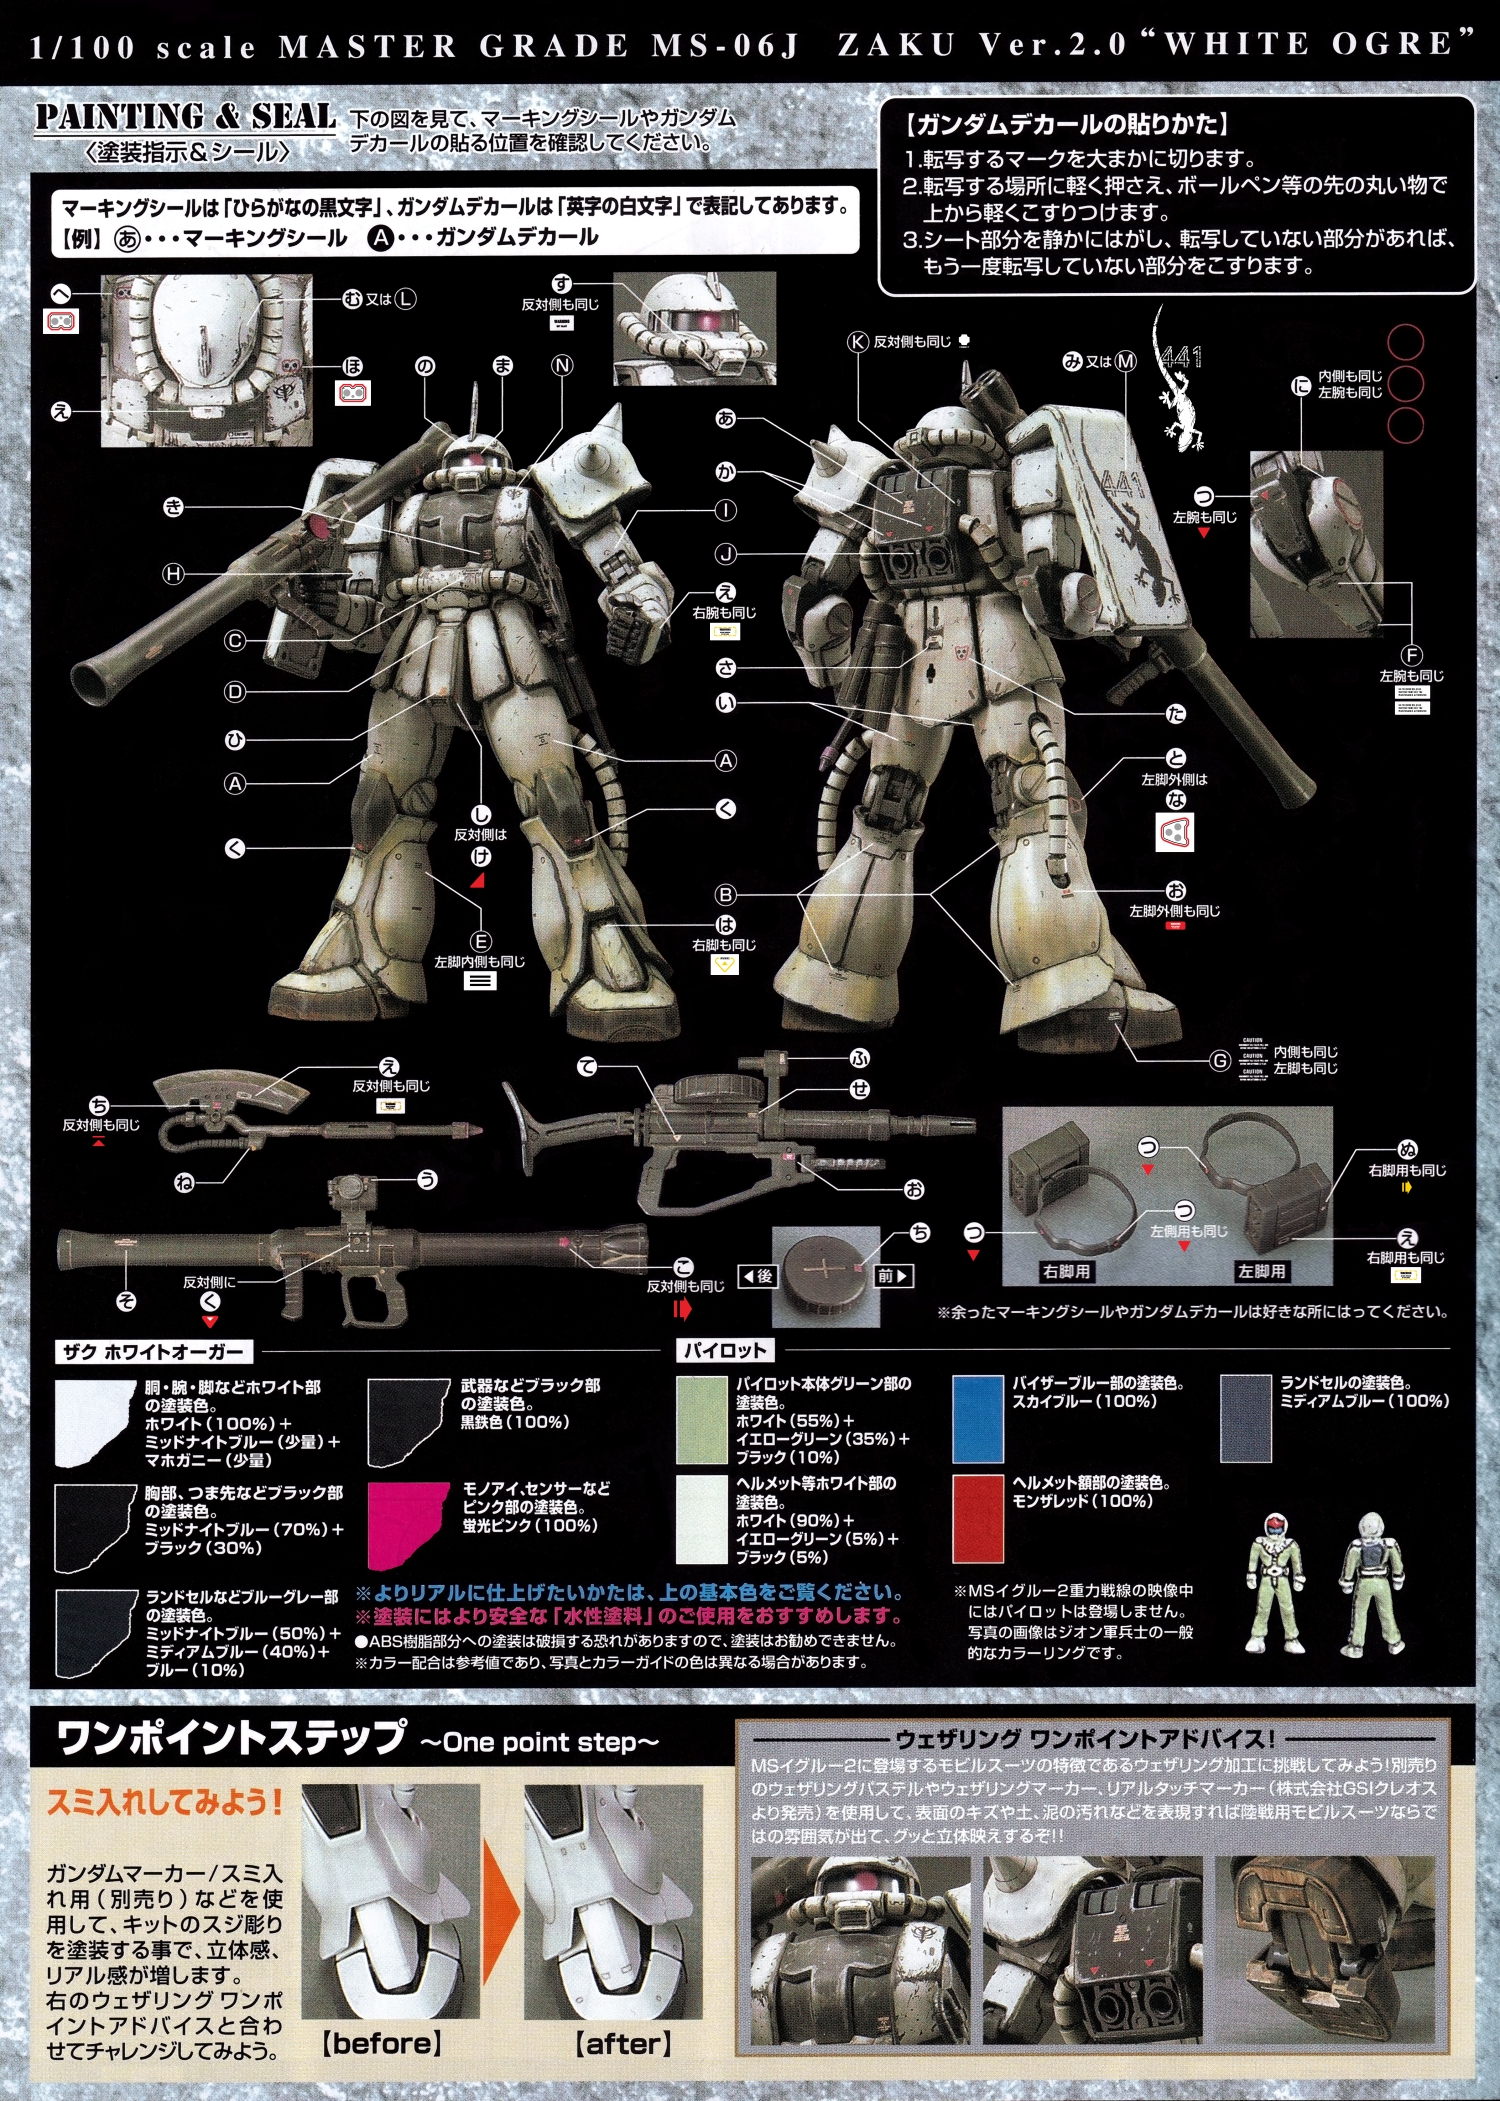 1/100 scale MASTER GRADE MS-06J ZAKU Ver.2.0 “WHITE OGRE”
PAINTING & SEAL
〈塗装指示&シール〉
下の図を見て、マーキングシールやガンダム
デカールの貼る位置を確認してください。
【ガンダムデカールの貼りかた】
1.転写するマークを大まかに切ります。
2.転写する場所に軽く押さえ、ボールペン等の先の丸い物で
上から軽くこすりつけます。
3.シート部分を静かにはがし、転写していない部分があれば、
もう一度転写していない部分をこすります。
マーキングシールは「ひらがなの黒文字」、ガンダムデカールは「英字の白文字」で表記してあります。
【例】 あ・・・マーキングシール A・・・ガンダムデカール
へ
む又はL
ほ
え
す
反対側も同じ
の
ま
N
K 反対側も同じ
み又はM
441
に
内側も同じ
左腕も同じ
あ
か
き
I
J
H
つ
左腕も同じ
441
え
右腕も同じ
C
さ
F
左腕も同じ
D
い
た
ひ
A
A
と
左脚外側は
な
し
反対側は
け
く
く
お
左脚外側も同じ
B
E
左脚内側も同じ
は
右脚も同じ
G
CAUTION
CAUTION
CAUTION
内側も同じ
左脚も同じ
え
反対側も同じ
ち
反対側も同じ
ね
て
ふ
せ
お
う
つ
ぬ
右脚用も同じ
つ
つ
左側用も同じ
え
右脚用も同じ
右脚用
左脚用
そ
反対側に
く
こ
反対側も同じ
◀後
前▶
ち
※余ったマーキングシールやガンダムデカールは好きな所にはってください。
ザク ホワイトオーガー
胴・腕・脚などホワイト部
の塗装色。
ホワイト(100%)+
ミッドナイトブルー(少量)+
マホガニー(少量)
武器などブラック部
の塗装色。
黒鉄色(100%)
胸部、つま先などブラック部
の塗装色。
ミッドナイトブルー(70%)+
ブラック(30%)
モノアイ、センサーなど
ピンク部の塗装色。
蛍光ピンク(100%)
ランドセルなどブルーグレー部
の塗装色。
ミッドナイトブルー(50%)+
ミディアムブルー(40%)+
ブルー(10%)
パイロット
パイロット本体グリーン部の
塗装色。
ホワイト(55%)+
イエローグリーン(35%)+
ブラック(10%)
バイザーブルー部の塗装色。
スカイブルー(100%)
ランドセルの塗装色。
ミディアムブルー(100%)
ヘルメット等ホワイト部の
塗装色。
ホワイト(90%)+
イエローグリーン(5%)+
ブラック(5%)
ヘルメット額部の塗装色。
モンザレッド(100%)
※よりリアルに仕上げたいかたは、上の基本色をご覧ください。
※塗装にはより安全な「水性塗料」のご使用をおすすめします。
●ABS樹脂部分への塗装は破損する恐れがありますので、塗装はお勧めできません。
※カラー配合は参考値であり、写真とカラーガイドの色は異なる場合があります。
※MSイグルー2重力戦線の映像中
にはパイロットは登場しません。
写真の画像はジオン軍兵士の一般
的なカラーリングです。
ワンポイントステップ ～One point step～
スミ入れしてみよう!
ガンダムマーカー/スミ入
れ用(別売り)などを使
用して、キットのスジ彫り
を塗装する事で、立体感、
リアル感が増します。
右のウェザリング ワンポ
イントアドバイスと合わ
せてチャレンジしてみよう。
【before】
【after】
ウェザリング ワンポイントアドバイス!
MSイグルー2に登場するモビルスーツの特徴であるウェザリング加工に挑戦してみよう!別売り
のウェザリングパステルやウェザリングマーカー、リアルタッチマーカー(株式会社GSIクレオス
より発売)を使用して、表面のキズや土、泥の汚れなどを表現すれば陸戦用モビルスーツならで
はの雰囲気が出て、グッと立体映えするぞ!!